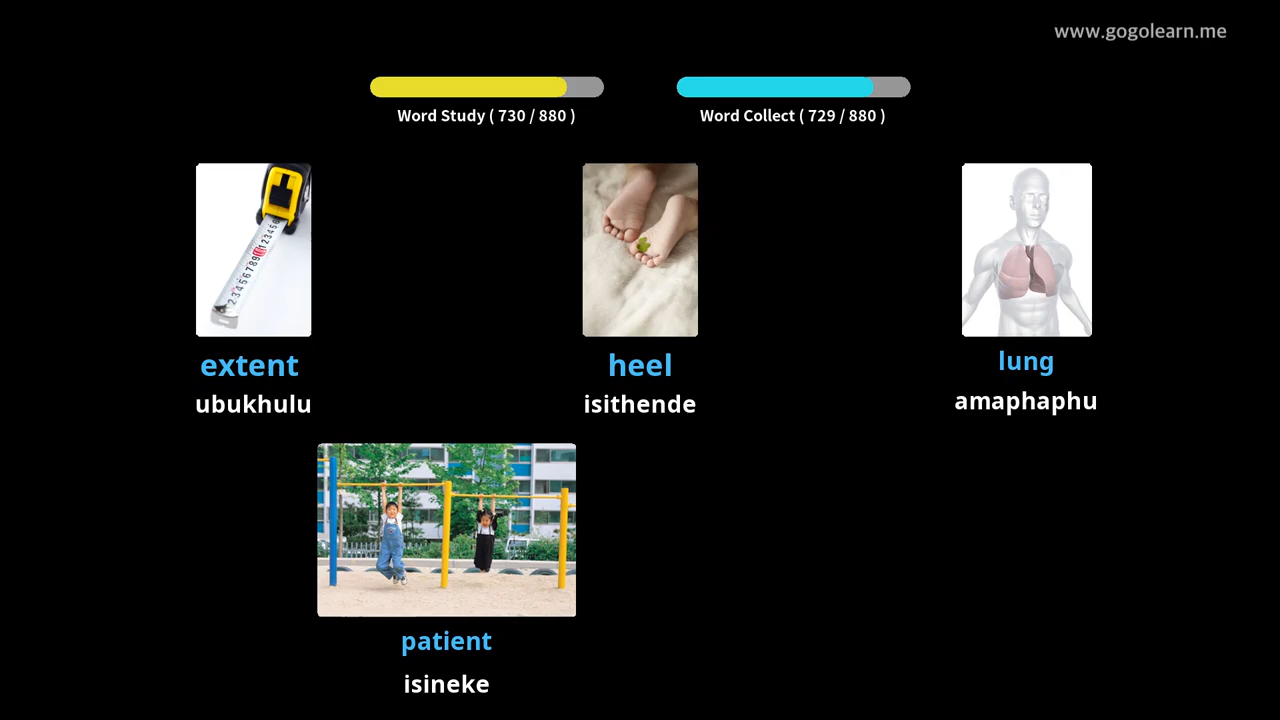 www.gogolearn.me
Word Study ( 730 / 880 )
Word Collect ( 729 / 880 )
extent
ubukhulu
heel
isithende
lung
amaphaphu
patient
isineke